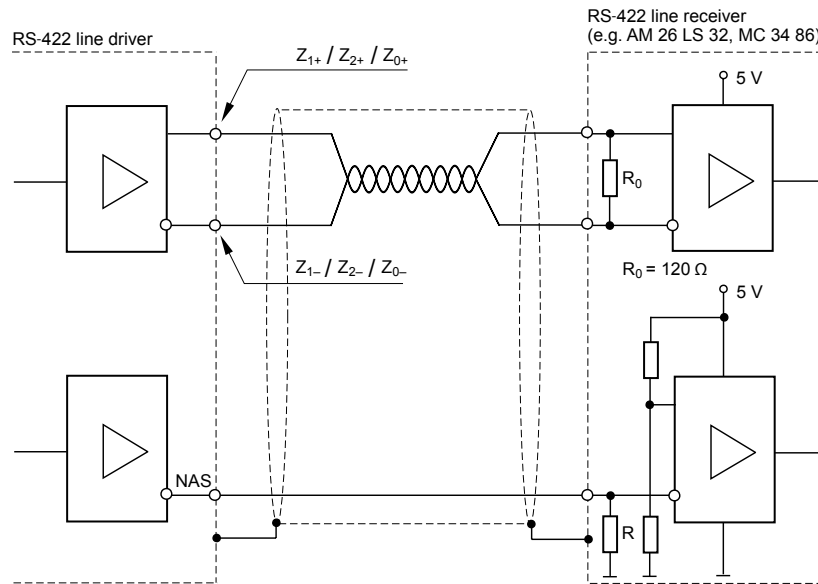 RS-422 line driver
RS-422 line receiver
(e.g. AM 26 LS 32, MC 34 86)
Z1+ / Z2+ / Z0+
5 V
R0
Z1– / Z2– / Z0–
R0 = 120 Ω
5 V
NAS
R